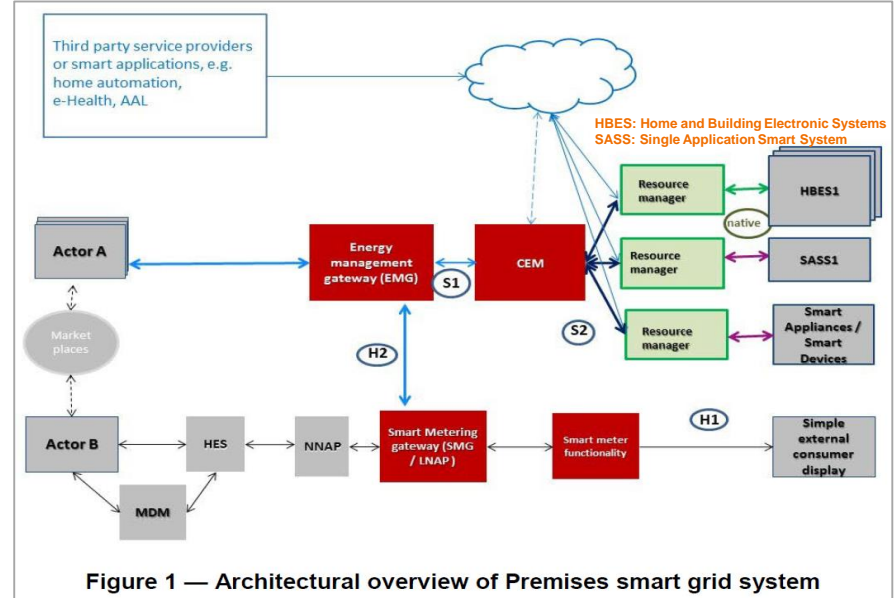 Third party service providers
or smart applications, e.g.
home automation,
e-Health, AAL
HBES: Home and Building Electronic Systems
SASS: Single Application Smart System
Resource
manager
HBES1
native
Actor A
Energy
management
gateway (EMG)
S1
CEM
Resource
manager
SASS1
Market
places
H2
S2
Resource
manager
Smart
Appliances /
Smart
Devices
Actor B
HES
NNAP
Smart Metering
gateway (SMG
/ LNAP)
Smart meter
functionality
H1
Simple
external
consumer
display
MDM
Figure 1 — Architectural overview of Premises smart grid system